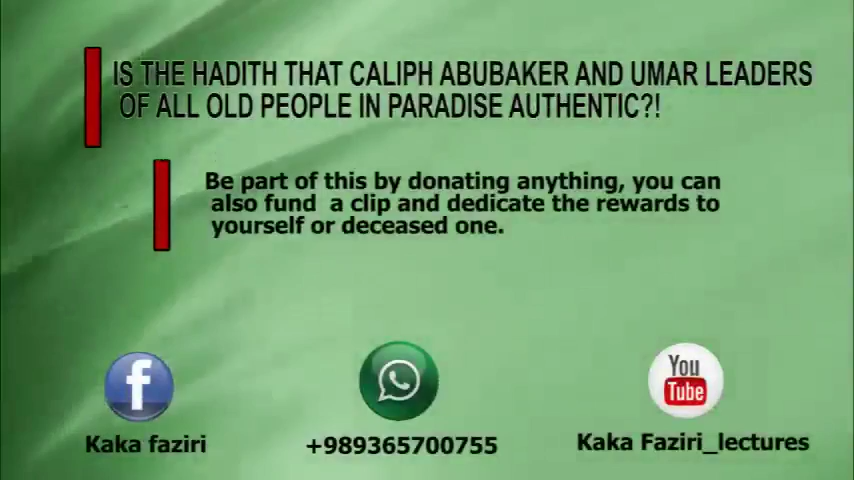 IS THE HADITH THAT CALIPH ABUBAKER AND UMAR LEADERS
OF ALL OLD PEOPLE IN PARADISE AUTHENTIC?!
Be part of this by donating anything, you can
also fund a clip and dedicate the rewards to
yourself or deceased one.
f
You
Tube
Kaka faziri
+989365700755
Kaka Faziri_lectures